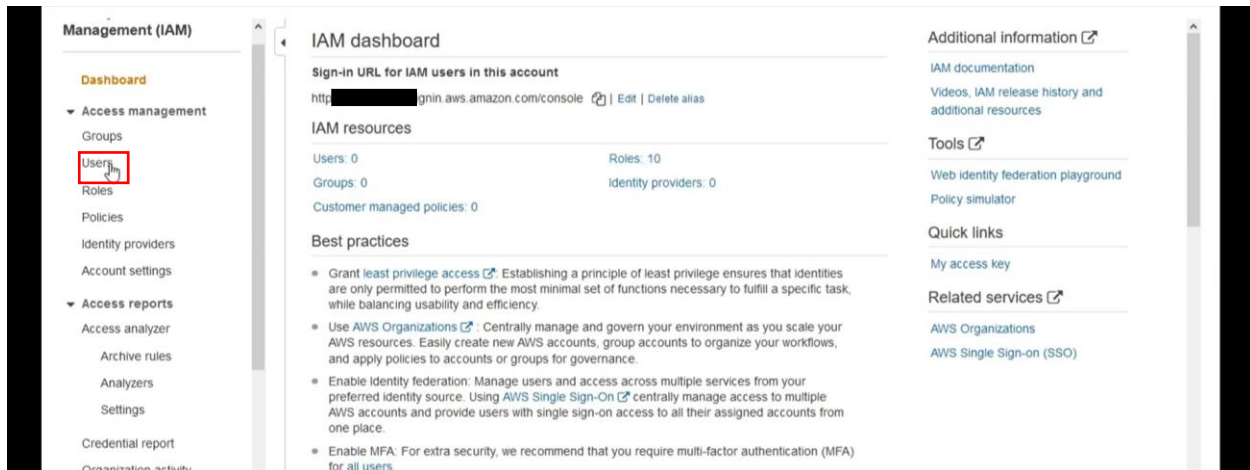 Management (IAM)
Dashboard
Access management
Groups
Users
Roles
Policies
Identity providers
Account settings
Access reports
Access analyzer
Archive rules
Analyzers
Settings
Credential report
Organization activity
IAM dashboard
Sign-in URL for IAM users in this account
http gnin.aws.amazon.com/console | Edit | Delete alias
IAM resources
Users: 0 Roles: 10
Groups: 0 Identity providers: 0
Customer managed policies: 0
Best practices
Grant least privilege access : Establishing a principle of least privilege ensures that identities
are only permitted to perform the most minimal set of functions necessary to fulfill a specific task,
while balancing usability and efficiency.
Use AWS Organizations : Centrally manage and govern your environment as you scale your
AWS resources. Easily create new AWS accounts, group accounts to organize your workflows,
and apply policies to accounts or groups for governance.
Enable Identity federation: Manage users and access across multiple services from your
preferred identity source. Using AWS Single Sign-On centrally manage access to multiple
AWS accounts and provide users with single sign-on access to all their assigned accounts from
one place.
Enable MFA: For extra security, we recommend that you require multi-factor authentication (MFA)
for all users.
Additional information
IAM documentation
Videos, IAM release history and
additional resources
Tools
Web identity federation playground
Policy simulator
Quick links
My access key
Related services
AWS Organizations
AWS Single Sign-on (SSO)